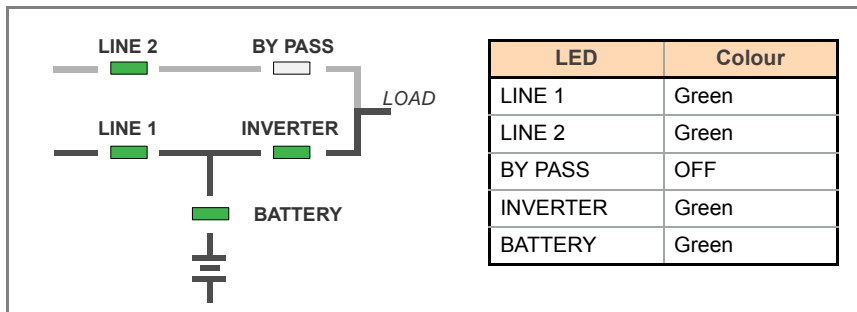 LINE 2 BY PASS
LOAD
LINE 1 INVERTER
BATTERY
LED Colour
LINE 1 Green
LINE 2 Green
BY PASS OFF
INVERTER Green
BATTERY Green